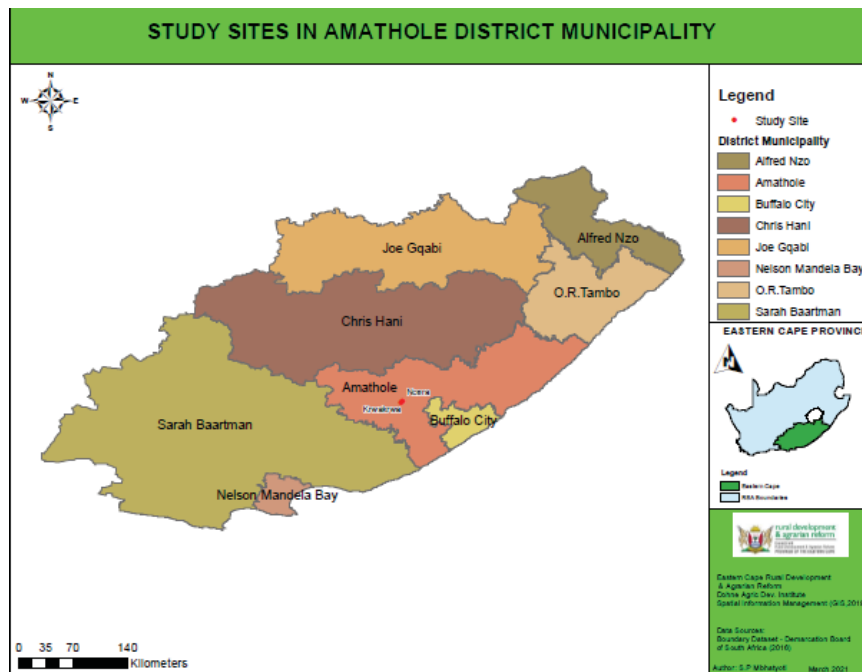 STUDY SITES IN AMATHOLE DISTRICT MUNICIPALITY
N
W E
S
Alfred Nzo
Joe Gqabi
O.R.Tambo
Chris Hani
Amathole
Buffalo City
Sarah Baartman
Nelson Mandela Bay
0 35 70 140
Kilometers
Legend
Study Site
District Municipality
Alfred Nzo
Amathole
Buffalo City
Chris Hani
Joe Gqabi
Nelson Mandela Bay
O.R.Tambo
Sarah Baartman
EASTERN CAPE PROVINC
Legend
Eastern Cape
RSA Boundaries
rural development
& agrarian reform
Eastern Cape Rural Development
& Agrarian Reform
Dohne Agric Dev. Institute
Spatial Information Management (GIS,201
Data Sources:
Boundary Dataset - Demarcation Board
of South Africa (2016)
Author: S.P Mbhatyoti March 2021